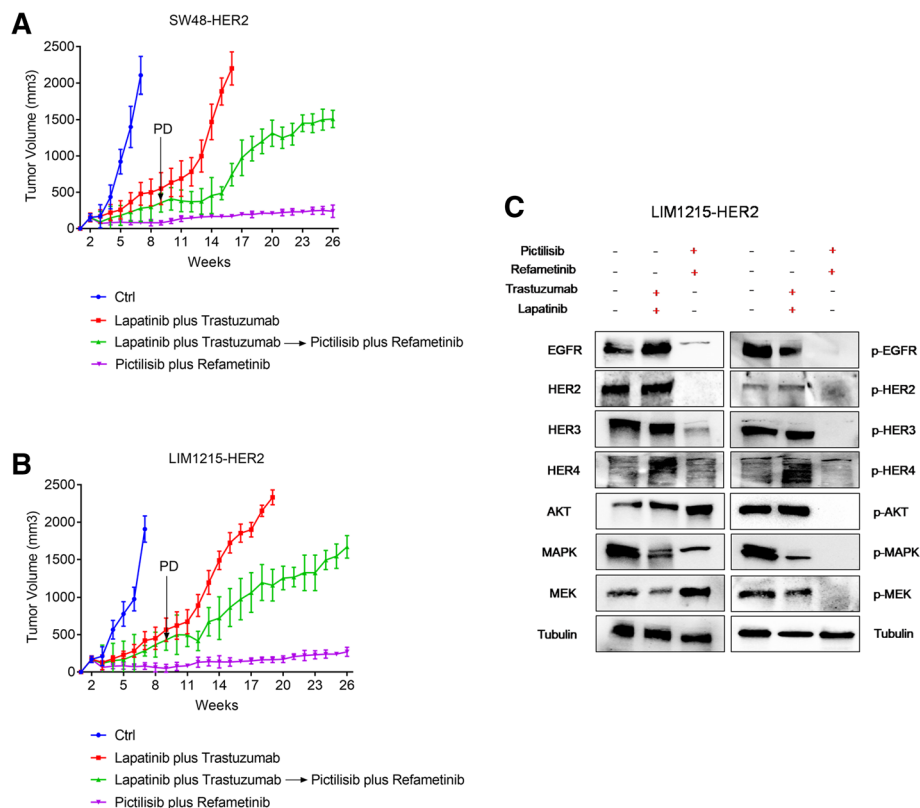 A
SW48-HER2
Tumor Volume (mm3)
2500
2000
1500
1000
500
0
PD
2 5 8 11 14 17 20 23 26
Weeks
Ctrl
Lapatinib plus Trastuzumab
Lapatinib plus Trastuzumab → Pictilisib plus Refametinib
Pictilisib plus Refametinib
B
LIM1215-HER2
Tumor Volume (mm3)
2500
2000
1500
1000
500
0
PD
2 5 8 11 14 17 20 23 26
Weeks
Ctrl
Lapatinib plus Trastuzumab
Lapatinib plus Trastuzumab → Pictilisib plus Refametinib
Pictilisib plus Refametinib
C
LIM1215-HER2
Pictilisib - - + - - +
Refametinib - - + - - +
Trastuzumab - + - - + -
Lapatinib - + - - + -
EGFR p-EGFR
HER2 p-HER2
HER3 p-HER3
HER4 p-HER4
AKT p-AKT
MAPK p-MAPK
MEK p-MEK
Tubulin Tubulin